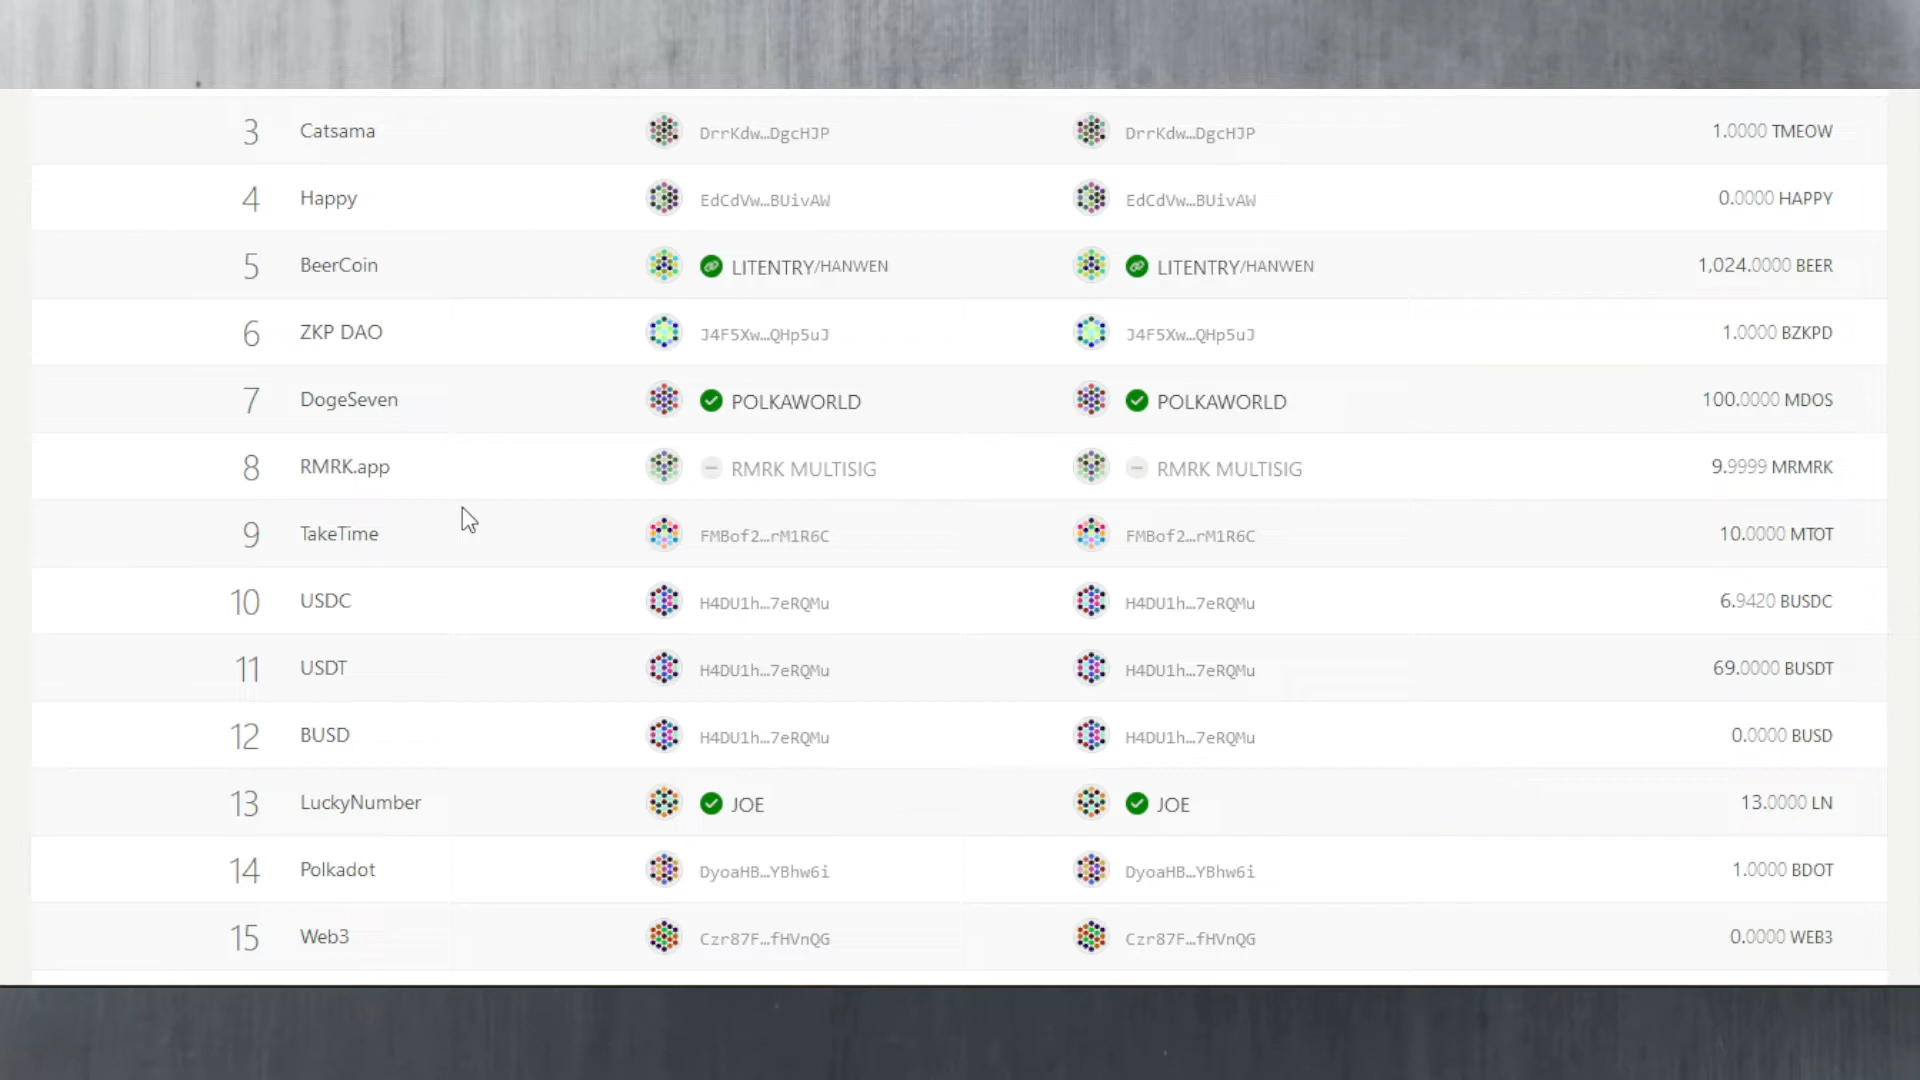 3 Catsama DrrKdw…DgcHJP DrrKdw…DgcHJP 1.0000 TMEOW
4 Happy EdCdVw…BUivAW EdCdVw…BUivAW 0.0000 HAPPY
5 BeerCoin LITENTRY/HANWEN LITENTRY/HANWEN 1,024.0000 BEER
6 ZKP DAO J4F5Xw…QHp5uJ J4F5Xw…QHp5uJ 1.0000 BZKPD
7 DogeSeven POLKAWORLD POLKAWORLD 100.0000 MDOS
8 RMRK.app RMRK MULTISIG RMRK MULTISIG 9.9999 MRMRK
9 TakeTime FMBof2…rM1R6C FMBof2…rM1R6C 10.0000 MTOT
10 USDC H4DU1h…7eRQMu H4DU1h…7eRQMu 6.9420 BUSDC
11 USDT H4DU1h…7eRQMu H4DU1h…7eRQMu 69.0000 BUSDT
12 BUSD H4DU1h…7eRQMu H4DU1h…7eRQMu 0.0000 BUSD
13 LuckyNumber JOE JOE 13.0000 LN
14 Polkadot DyoaHB…YBhw6i DyoaHB…YBhw6i 1.0000 BDOT
15 Web3 Czr87F…fHVnQG Czr87F…fHVnQG 0.0000 WEB3